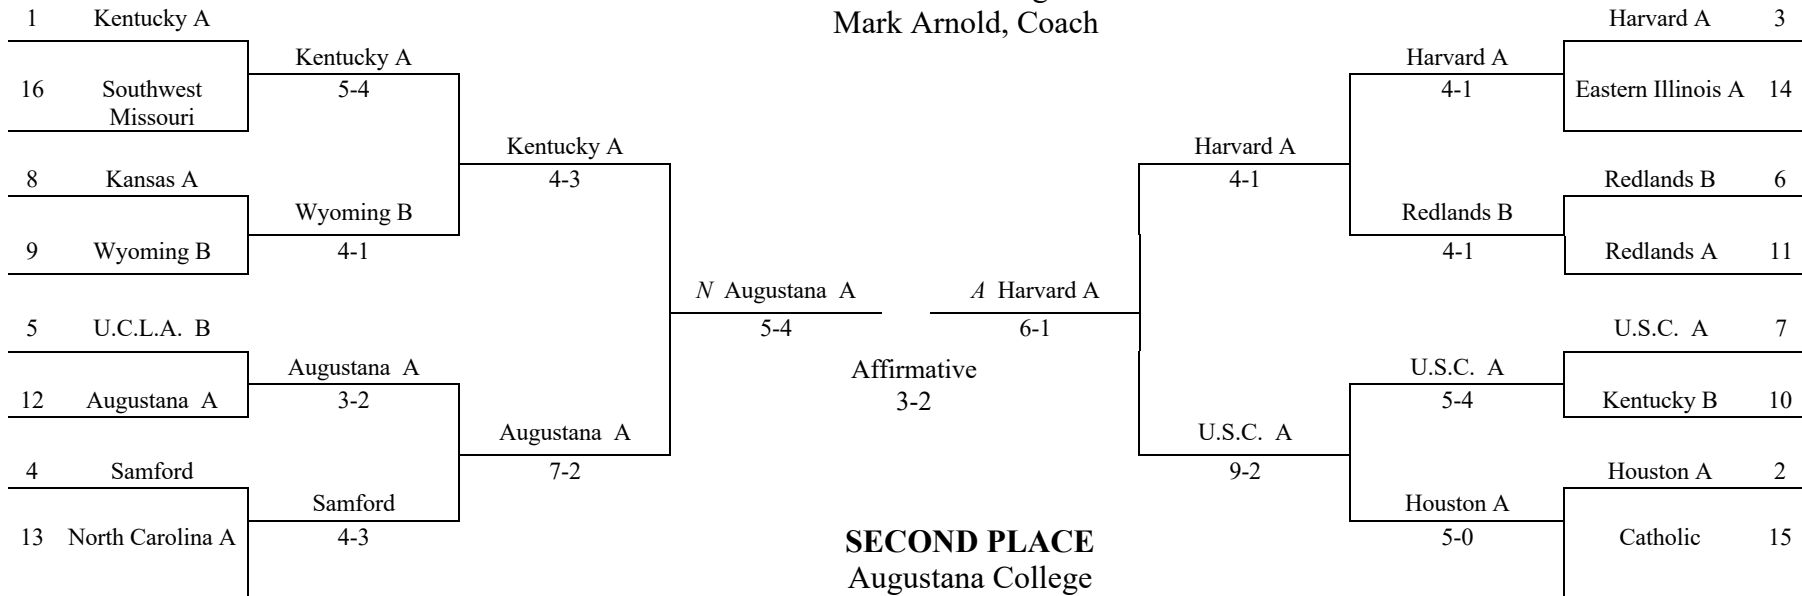 1 Kentucky A
16 Southwest
Missouri
8 Kansas A
9 Wyoming B
5 U.C.L.A. B
12 Augustana A
4 Samford
13 North Carolina A
Kentucky A
5-4
Wyoming B
4-1
Augustana A
3-2
Samford
4-3
Kentucky A
4-3
Augustana A
7-2
N Augustana A
5-4
Mark Arnold, Coach
Affirmative
3-2
SECOND PLACE
Augustana College
A Harvard A
6-1
Harvard A
4-1
U.S.C. A
9-2
Harvard A
4-1
Redlands B
4-1
U.S.C. A
5-4
Houston A
5-0
Harvard A 3
Eastern Illinois A 14
Redlands B 6
Redlands A 11
U.S.C. A 7
Kentucky B 10
Houston A 2
Catholic 15